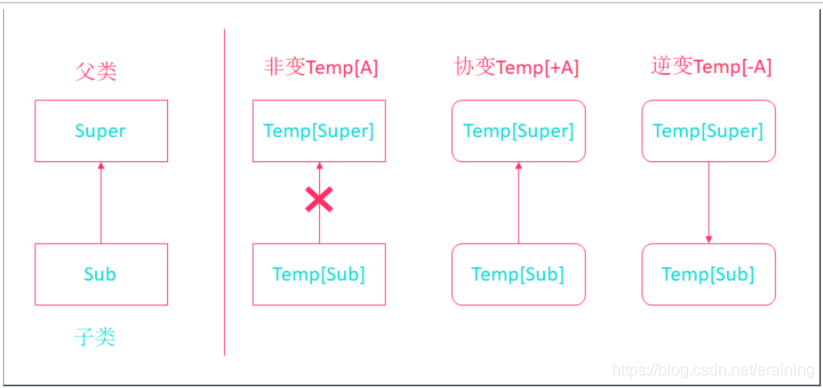 父类
非变Temp[A]
协变Temp[+A]
逆变Temp[-A]
Super
Temp[Super]
Temp[Super]
Temp[Super]
Sub
Temp[Sub]
Temp[Sub]
Temp[Sub]
子类
https://blog.csdn.net/eraining